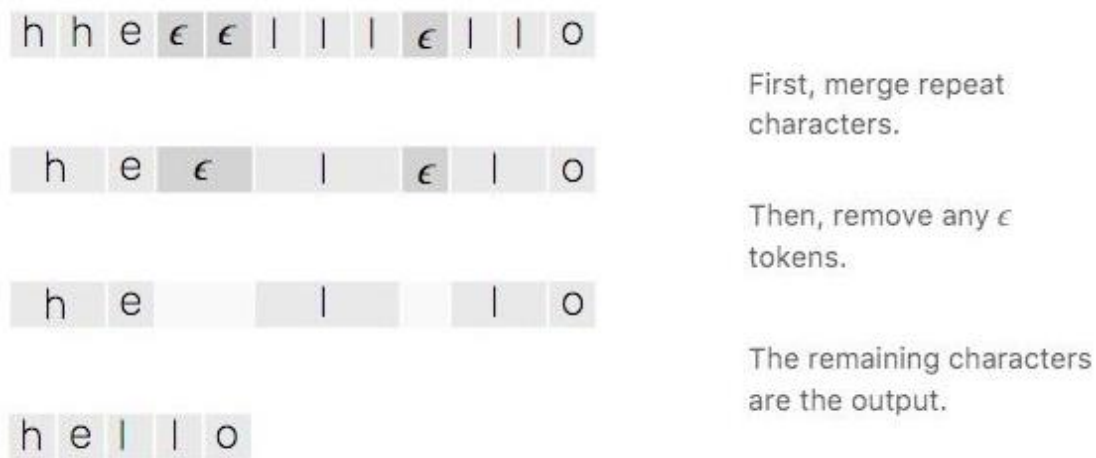 h h e ϵ ϵ l l l ϵ l l o
First, merge repeat
characters.
h e ϵ l ϵ l o
Then, remove any ϵ
tokens.
h e l l o
The remaining characters
are the output.
h e l l o